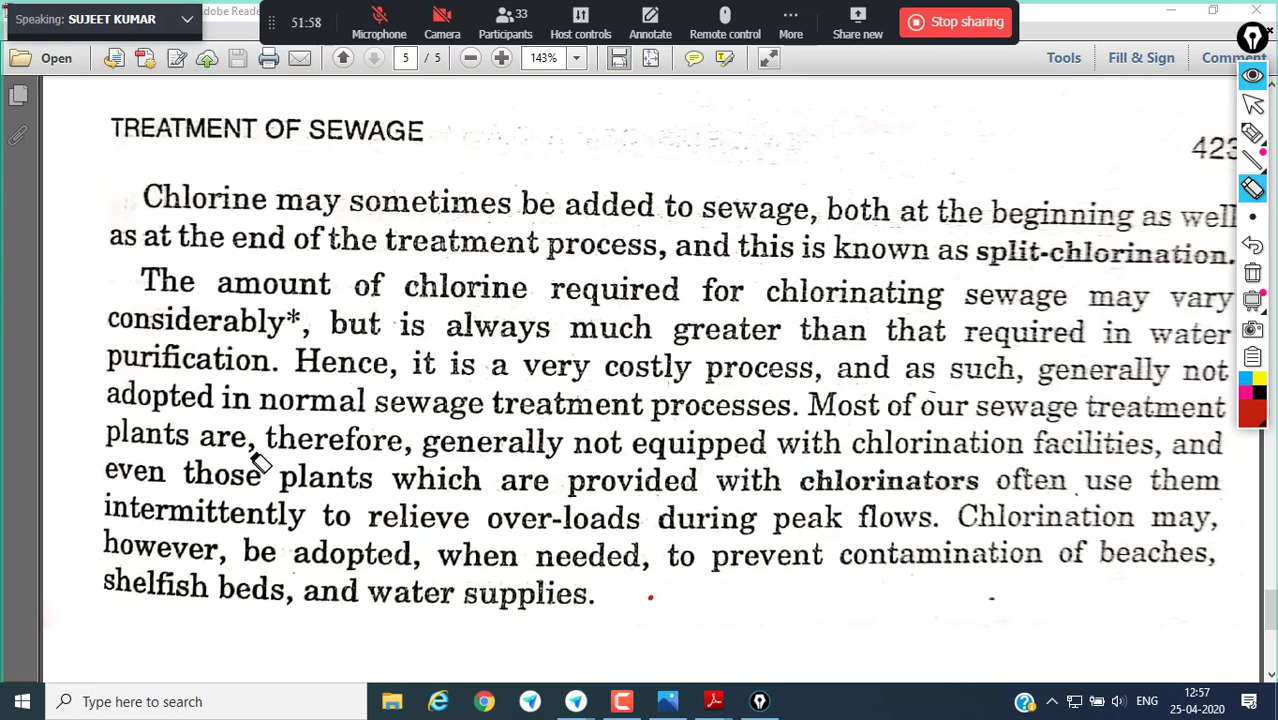 Speaking: SUJEET KUMAR
51:58
Microphone
Camera
33
Participants
Host controls
Annotate
Remote control
More
Share new
Stop sharing
Adobe Reade
Open
5 / 5
143%
Tools
Fill & Sign
Comment
TREATMENT OF SEWAGE
423
Chlorine may sometimes be added to sewage, both at the beginning as well
as at the end of the treatment process, and this is known as split-chlorination.
The amount of chlorine required for chlorinating sewage may vary
considerably*, but is always much greater than that required in water
purification. Hence, it is a very costly process, and as such, generally not
adopted in normal sewage treatment processes. Most of our sewage treatment
plants are, therefore, generally not equipped with chlorination facilities, and
even those plants which are provided with chlorinators often use them
intermittently to relieve over-loads during peak flows. Chlorination may,
however, be adopted, when needed, to prevent contamination of beaches,
shelfish beds, and water supplies.
Type here to search
ENG
12:57
25-04-2020